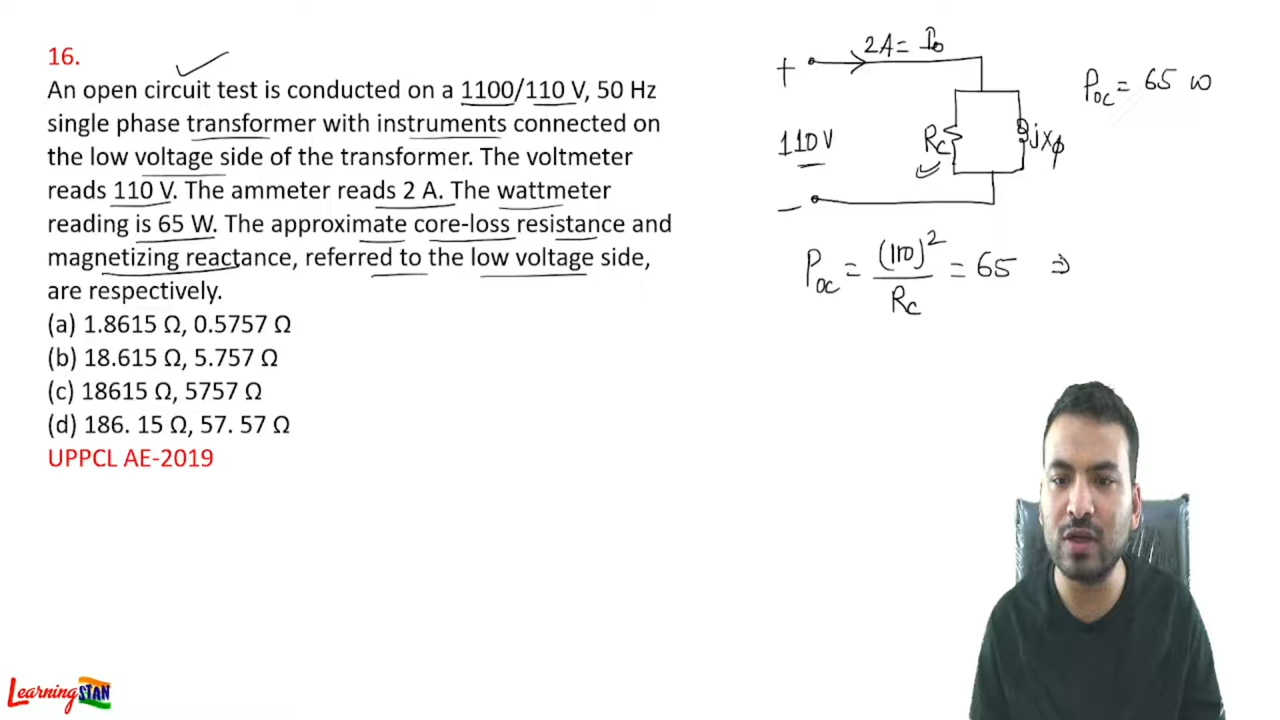 16.
An open circuit test is conducted on a 1100/110 V, 50 Hz
single phase transformer with instruments connected on
the low voltage side of the transformer. The voltmeter
reads 110 V. The ammeter reads 2 A. The wattmeter
reading is 65 W. The approximate core-loss resistance and
magnetizing reactance, referred to the low voltage side,
are respectively.
(a) 1.8615 Ω, 0.5757 Ω
(b) 18.615 Ω, 5.757 Ω
(c) 18615 Ω, 5757 Ω
(d) 186. 15 Ω, 57. 57 Ω
UPPCL AE-2019
2A = I₀
+
110 V
−
Rc
jxϕ
Poc = 65 w
Poc = (110)² / Rc = 65 ⇒
Learning STAN